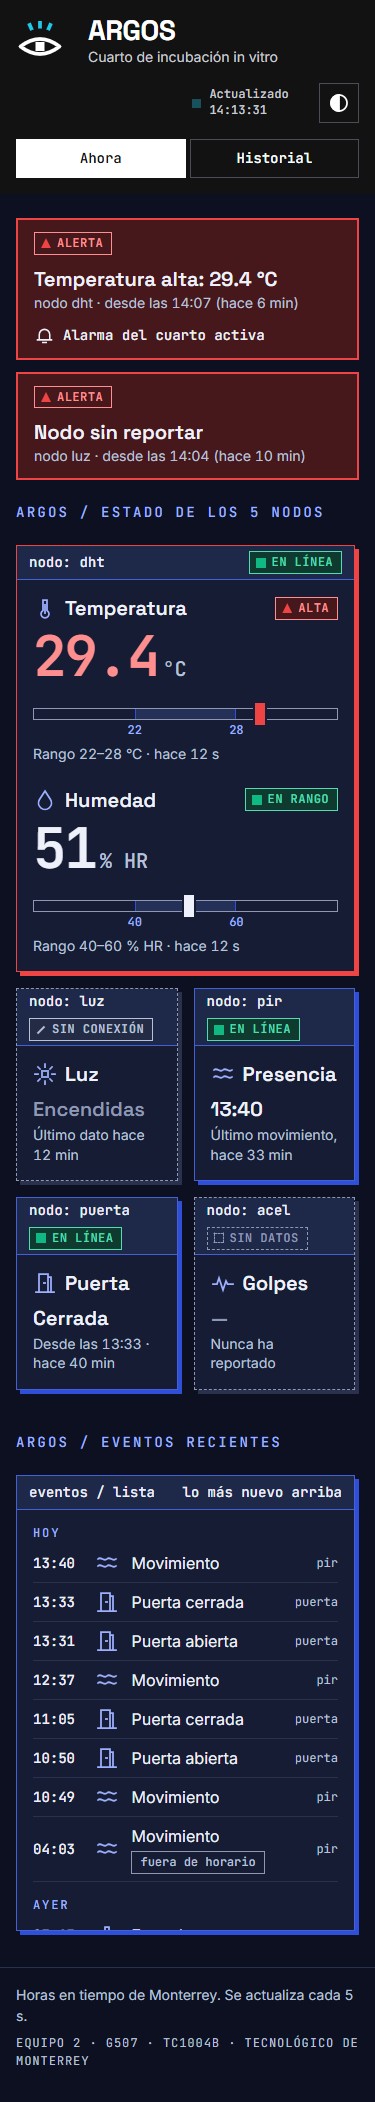 ARGOS
Cuarto de incubación in vitro
Actualizado
14:13:31
Ahora
Historial
ALERTA
Temperatura alta: 29.4 °C
nodo dht · desde las 14:07 (hace 6 min)
Alarma del cuarto activa
ALERTA
Nodo sin reportar
nodo luz · desde las 14:04 (hace 10 min)
ARGOS / ESTADO DE LOS 5 NODOS
nodo: dht
EN LÍNEA
Temperatura
ALTA
29.4 °C
22 28
Rango 22–28 °C · hace 12 s
Humedad
EN RANGO
51 % HR
40 60
Rango 40–60 % HR · hace 12 s
nodo: luz
SIN CONEXIÓN
Luz
Encendidas
Último dato hace
12 min
nodo: pir
EN LÍNEA
Presencia
13:40
Último movimiento,
hace 33 min
nodo: puerta
EN LÍNEA
Puerta
Cerrada
Desde las 13:33 ·
hace 40 min
nodo: acel
SIN DATOS
Golpes
—
Nunca ha
reportado
ARGOS / EVENTOS RECIENTES
eventos / lista lo más nuevo arriba
HOY
13:40 Movimiento pir
13:33 Puerta cerrada puerta
13:31 Puerta abierta puerta
12:37 Movimiento pir
11:05 Puerta cerrada puerta
10:50 Puerta abierta puerta
10:49 Movimiento pir
04:03 Movimiento pir
fuera de horario
AYER
Horas en tiempo de Monterrey. Se actualiza cada 5
s.
EQUIPO 2 · G507 · TC1004B · TECNOLÓGICO DE
MONTERREY